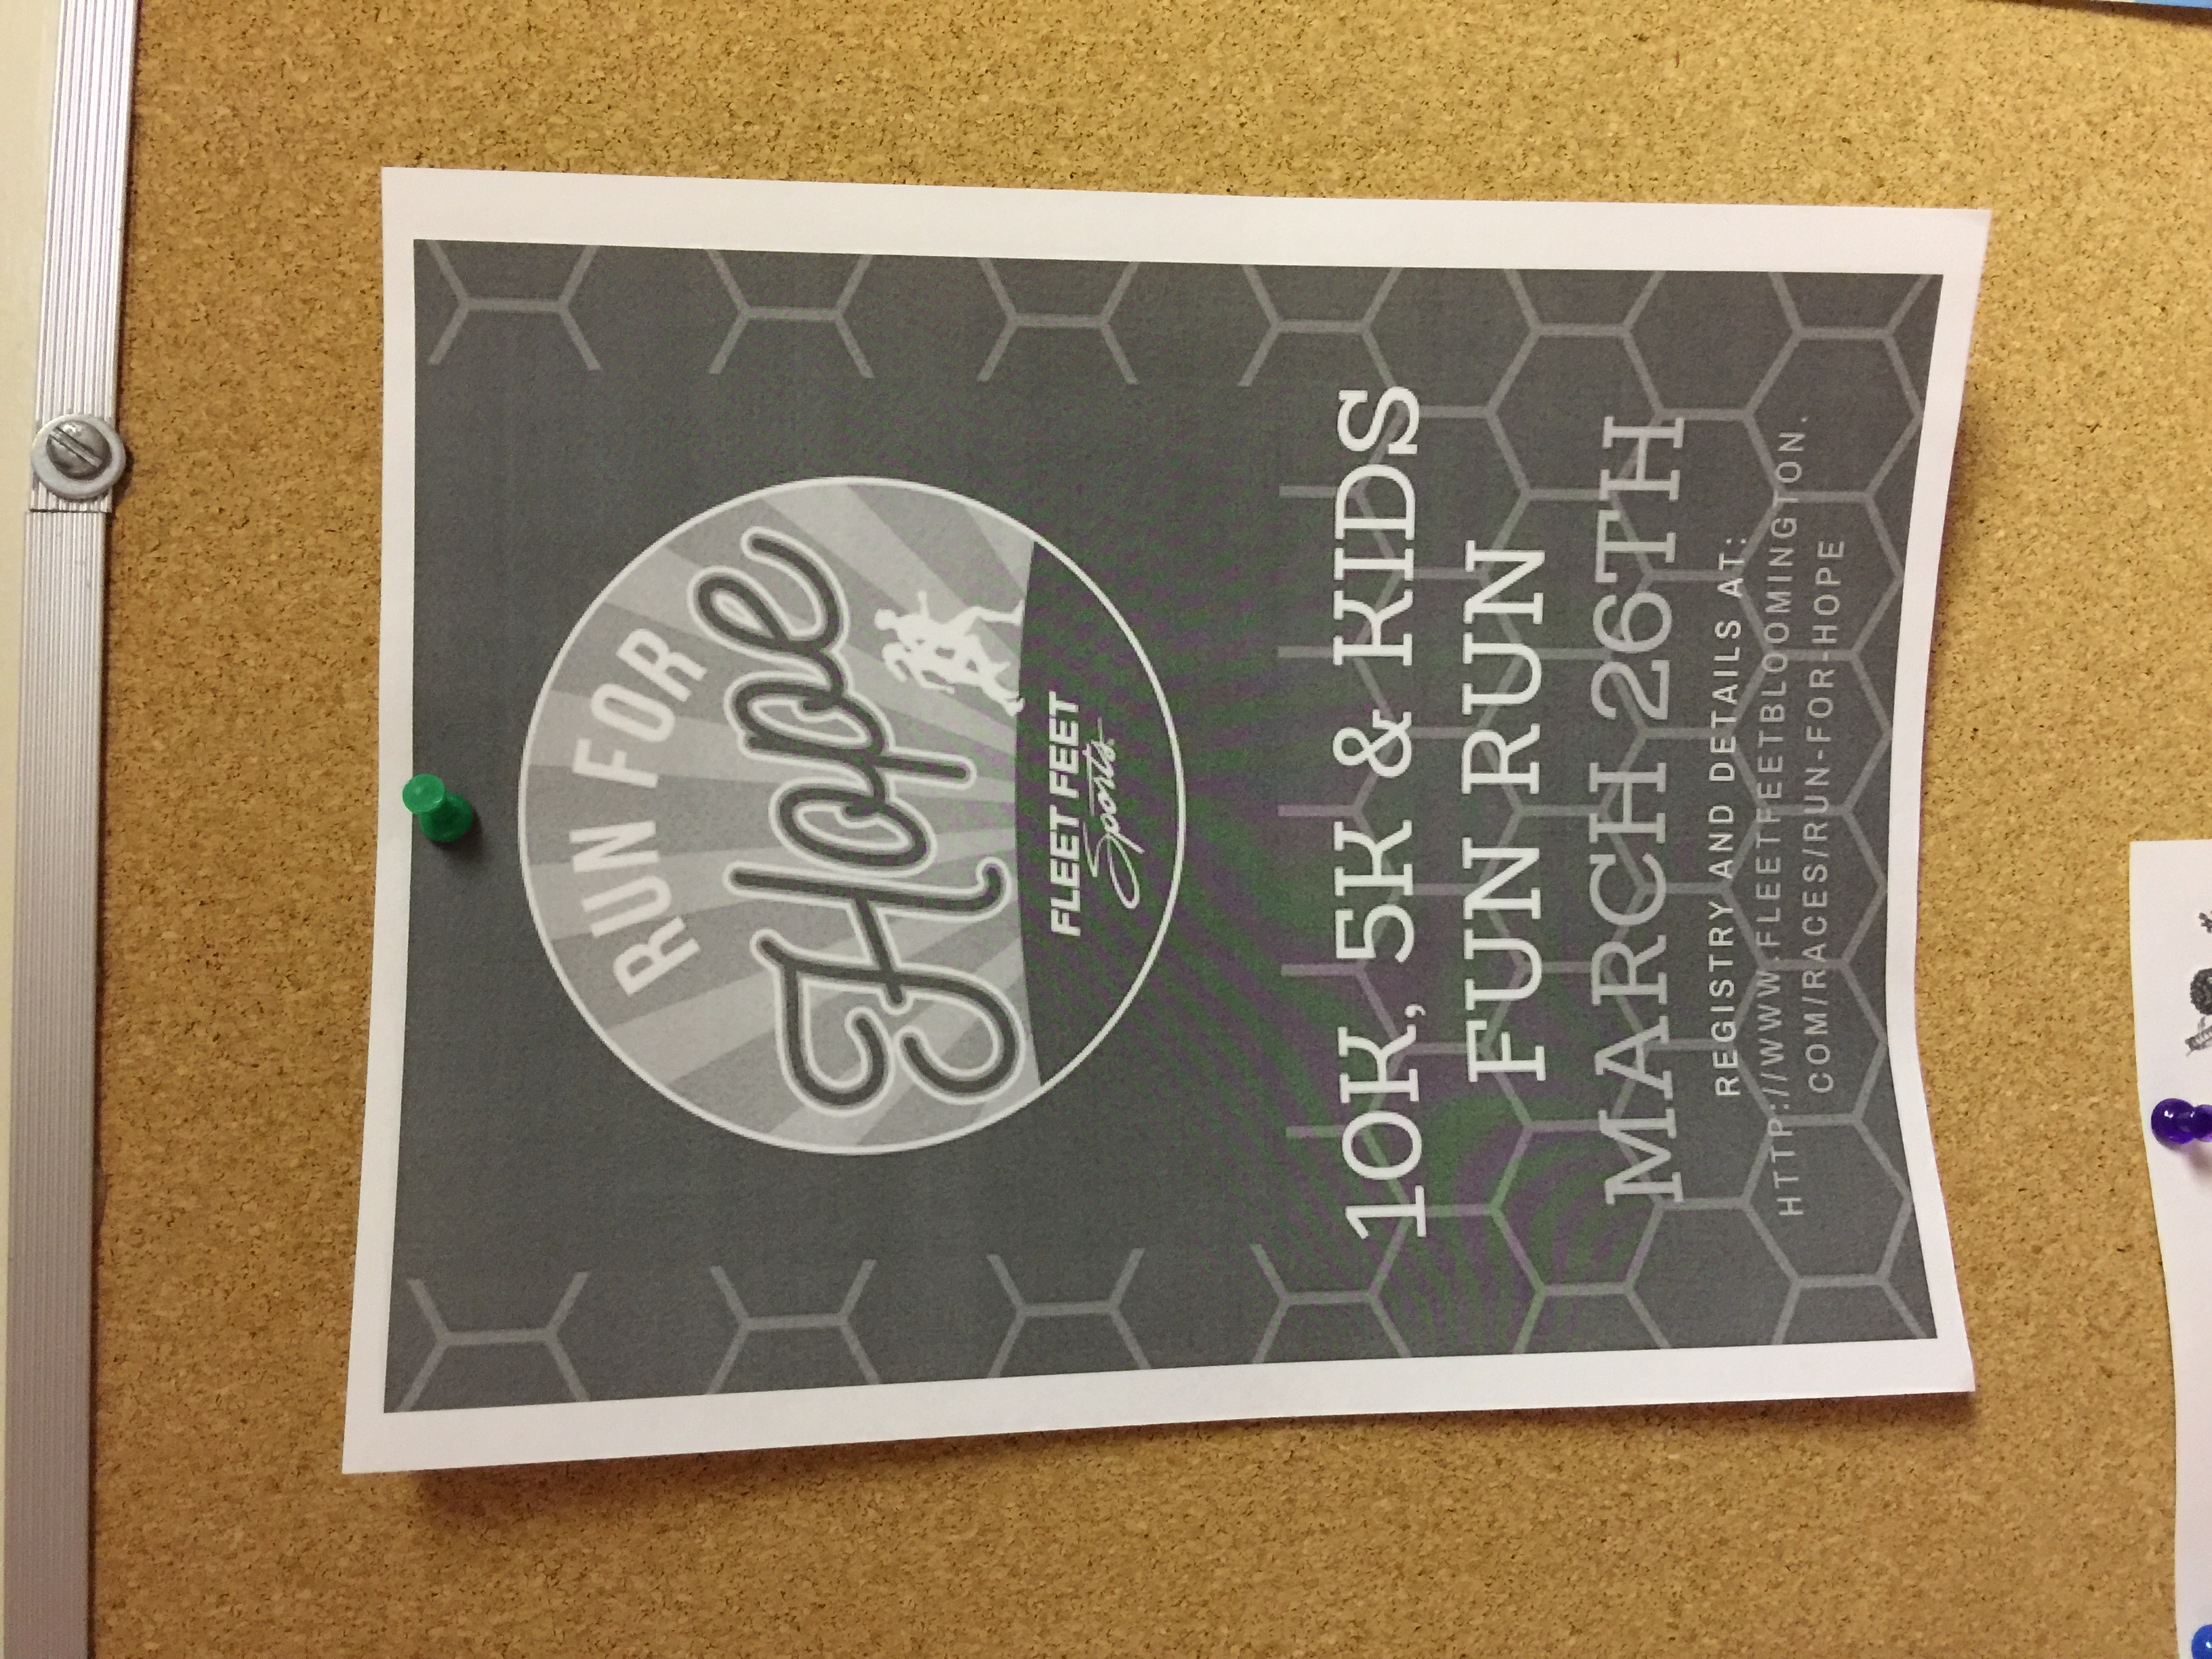 RUN FOR
Hope
FLEET FEET
Sports
10K, 5K & KIDS
FUN RUN
MARCH 26TH
REGISTRY AND DETAILS AT:
HTTP://WWW.FLEETFEETBLOOMINGTON.
COM/RACES/RUN-FOR-HOPE